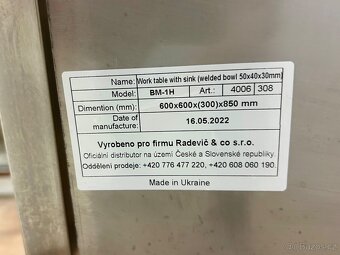 Name: Work table with sink (welded bowl 50x40x30mm)
Model: BM-1H Art.: 4006 308
Dimention (mm): 600x600x(300)x850 mm
Date of manufacture: 16.05.2022
Vyrobeno pro firmu Radevič & co s.r.o.
Oficiální distributor na území České a Slovenské republiky.
Oddělení prodeje: +420 776 477 220, +420 608 060 190.
Made in Ukraine